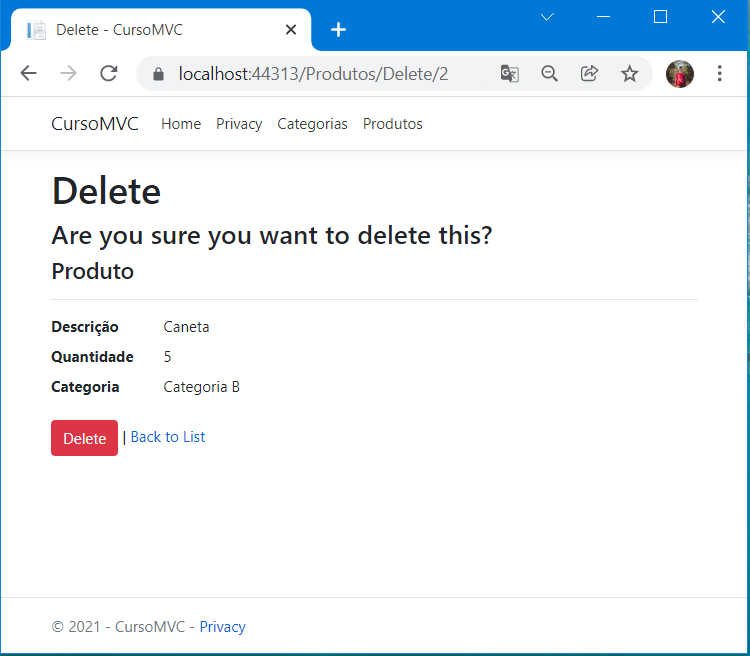 Delete - CursoMVC
localhost:44313/Produtos/Delete/2
CursoMVC Home Privacy Categorias Produtos
Delete
Are you sure you want to delete this?
Produto
Descrição Caneta
Quantidade 5
Categoria Categoria B
Delete | Back to List
© 2021 - CursoMVC - Privacy